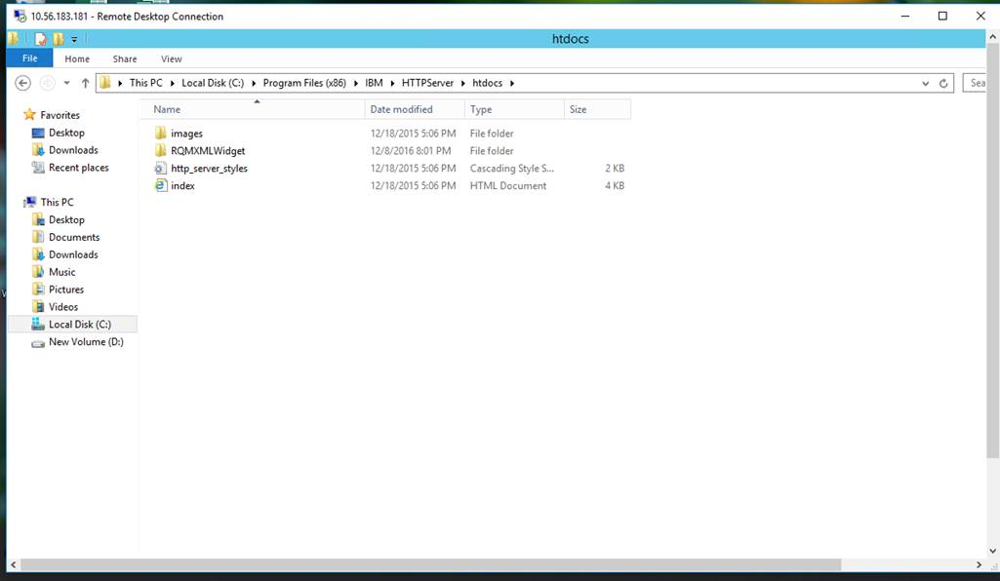 10.56.183.181 - Remote Desktop Connection
htdocs
File Home Share View
This PC Local Disk (C:) Program Files (x86) IBM HTTPServer htdocs
Sea
Name Date modified Type Size
Favorites
Desktop
Downloads
Recent places
This PC
Desktop
Documents
Downloads
Music
Pictures
Videos
Local Disk (C:)
New Volume (D:)
images 12/18/2015 5:06 PM File folder
RQMXMLWidget 12/8/2016 8:01 PM File folder
http_server_styles 12/18/2015 5:06 PM Cascading Style S... 2 KB
index 12/18/2015 5:06 PM HTML Document 4 KB